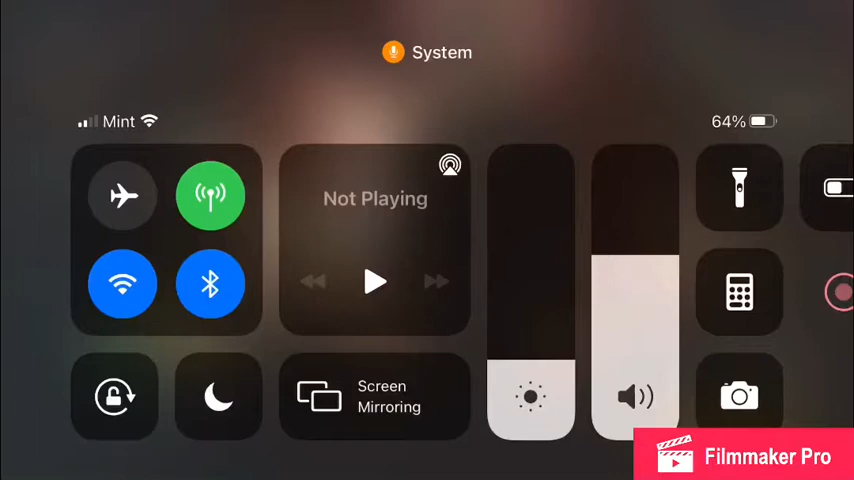 System
Mint
64%
Not Playing
Screen
Mirroring
Filmmaker Pro